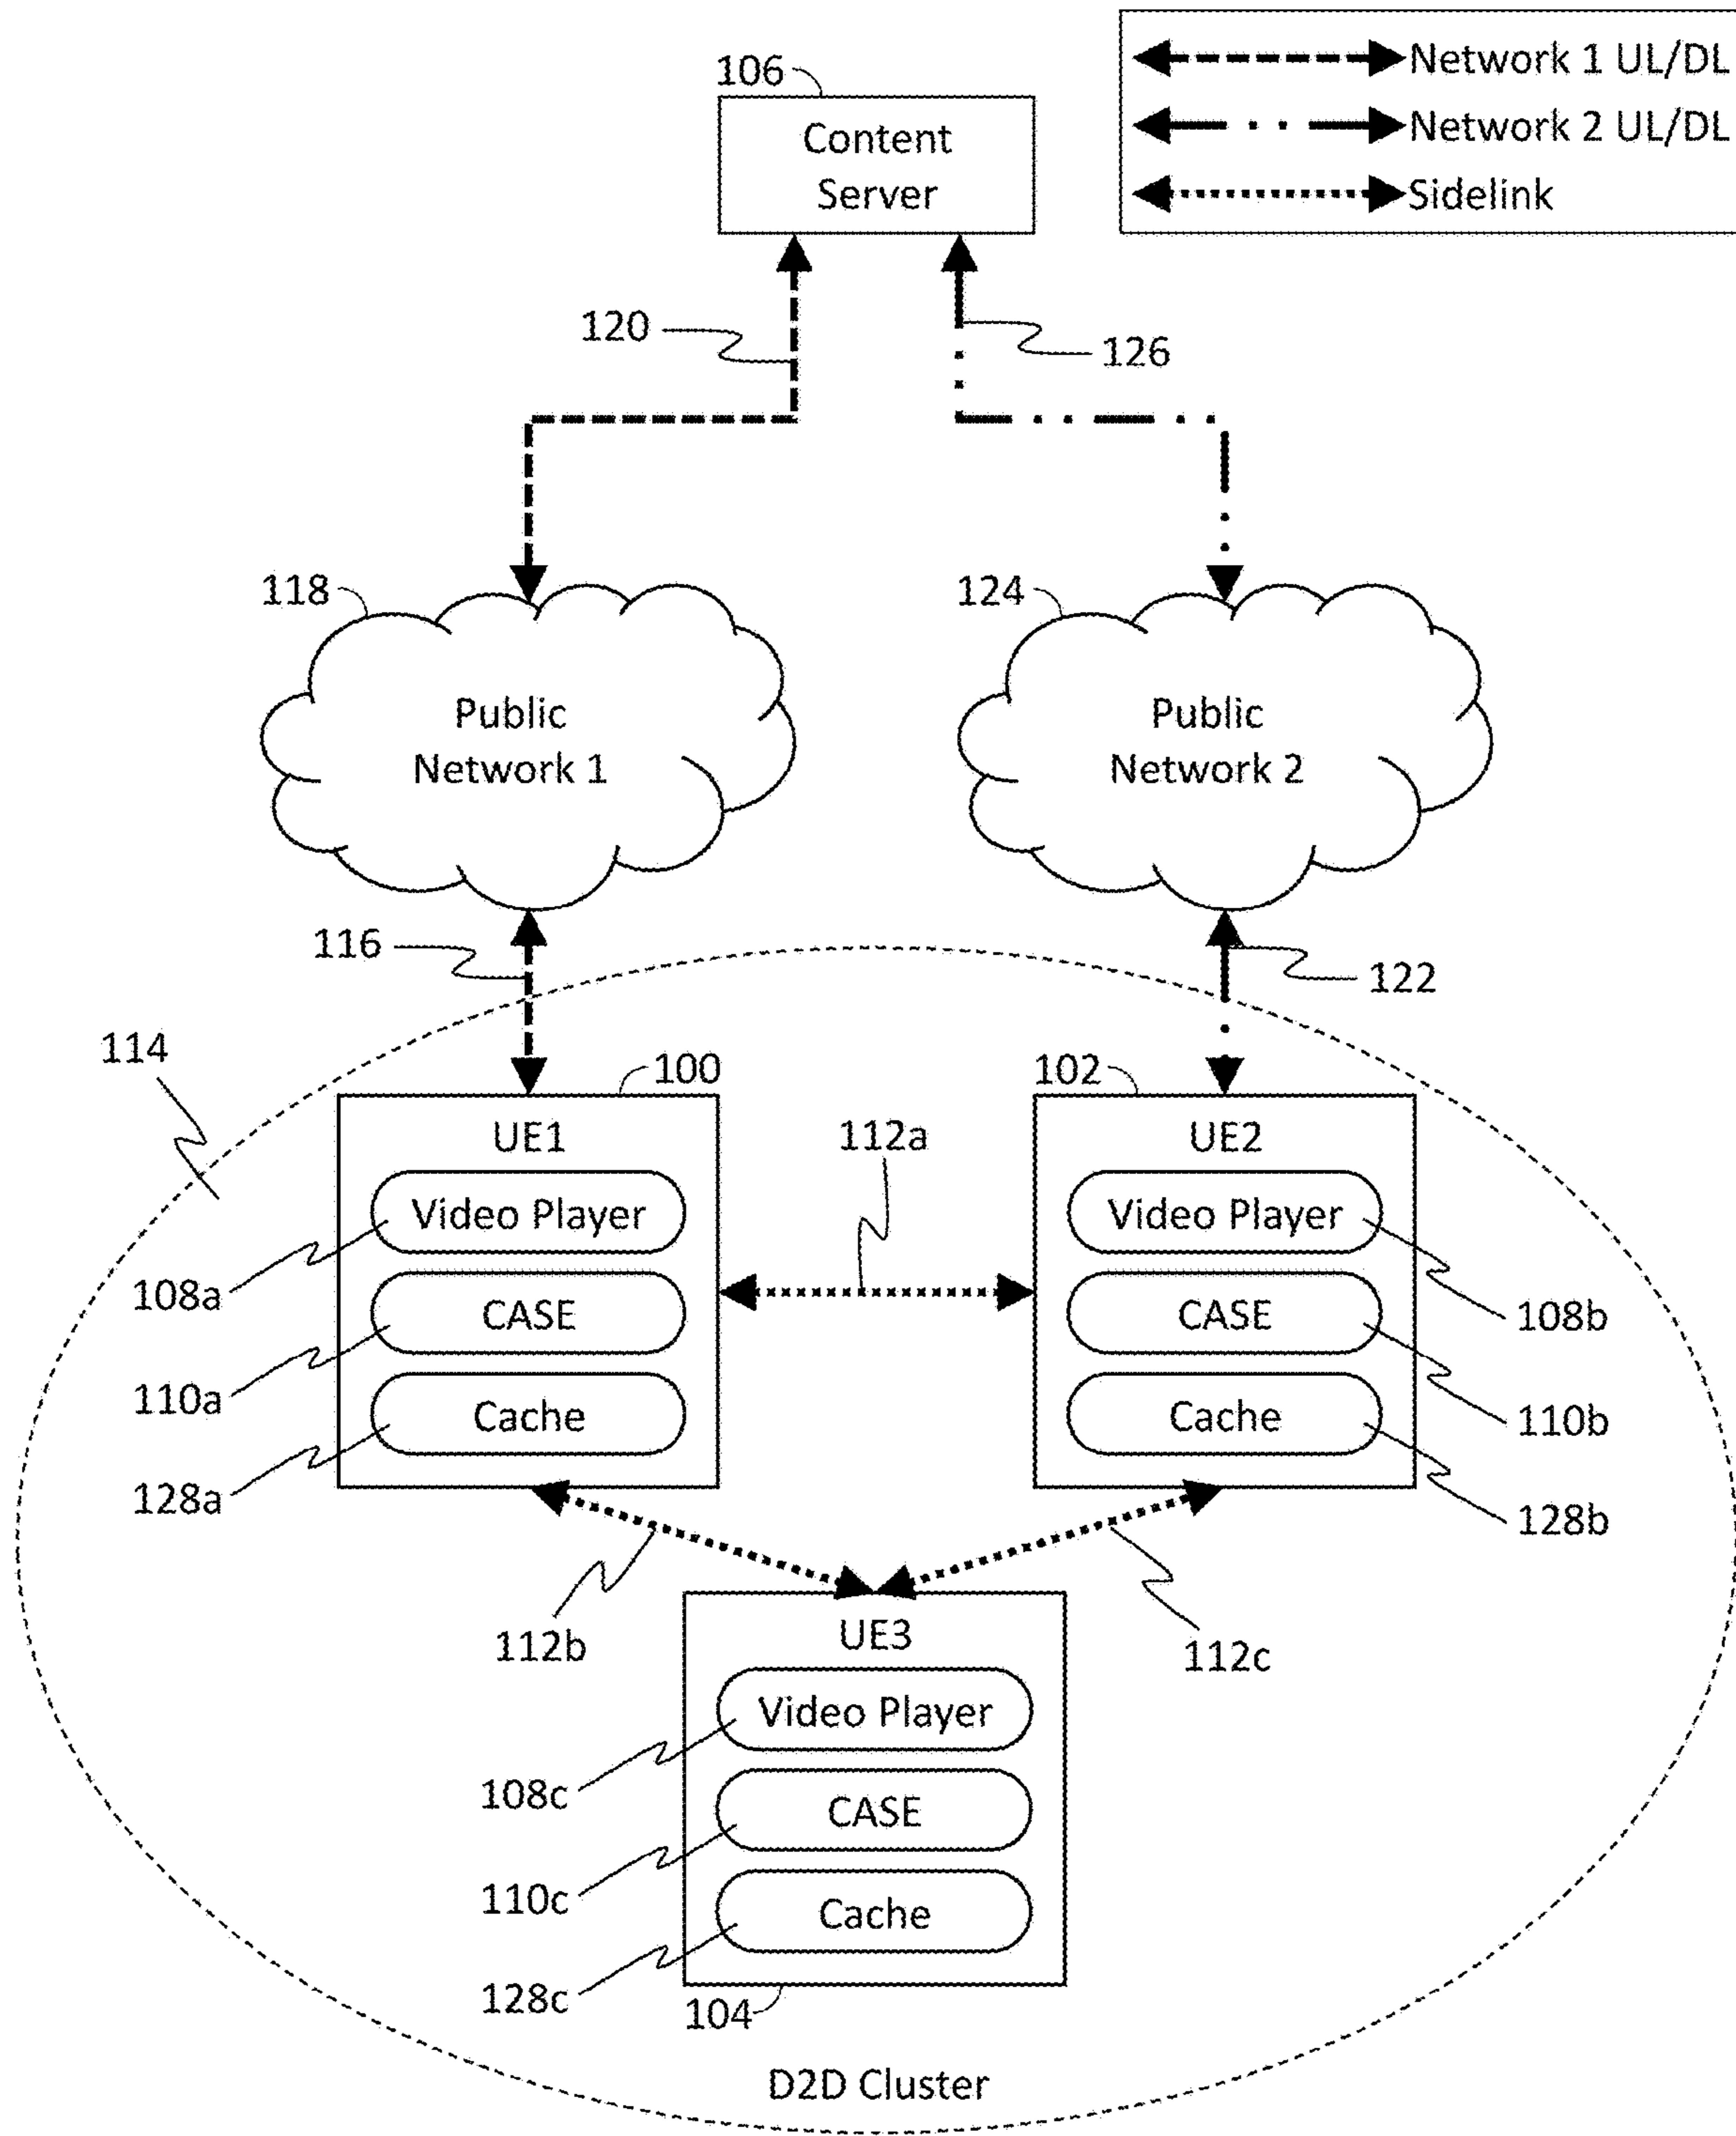 106
Content
Server
Network 1 UL/DL
Network 2 UL/DL
Sidelink
120
126
118
Public
Network 1
124
Public
Network 2
116
122
114
100
UE1
Video Player
CASE
Cache
108a
110a
128a
112a
102
UE2
Video Player
CASE
Cache
108b
110b
128b
112b
112c
UE3
Video Player
CASE
Cache
108c
110c
128c
104
D2D Cluster